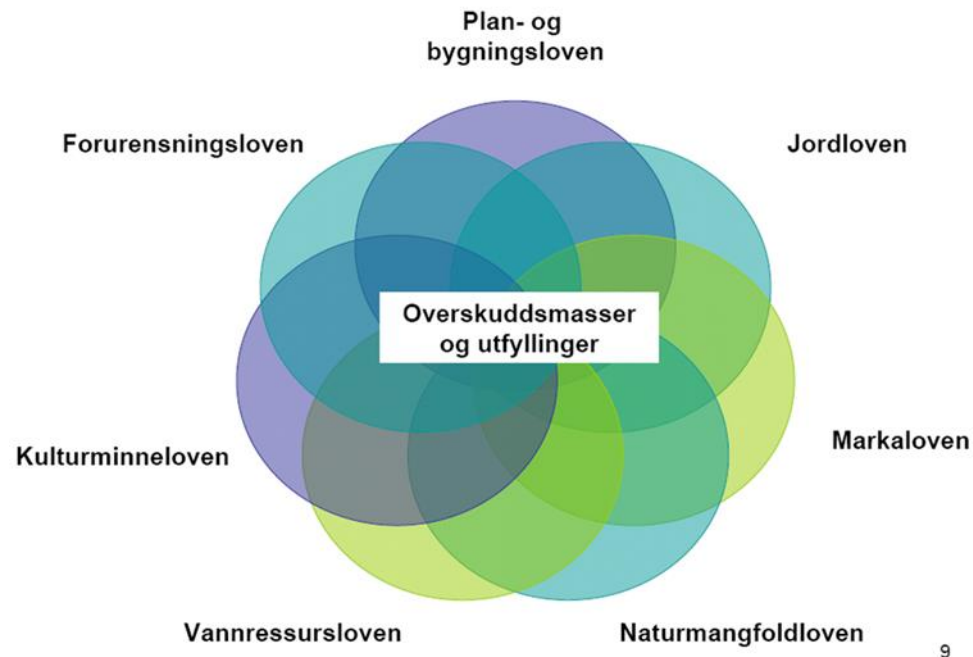 Plan- og
bygningsloven
Forurensningsloven
Jordloven
Overskuddsmasser
og utfyllinger
Kulturminneloven
Markaloven
Vannressursloven
Naturmangfoldloven
9